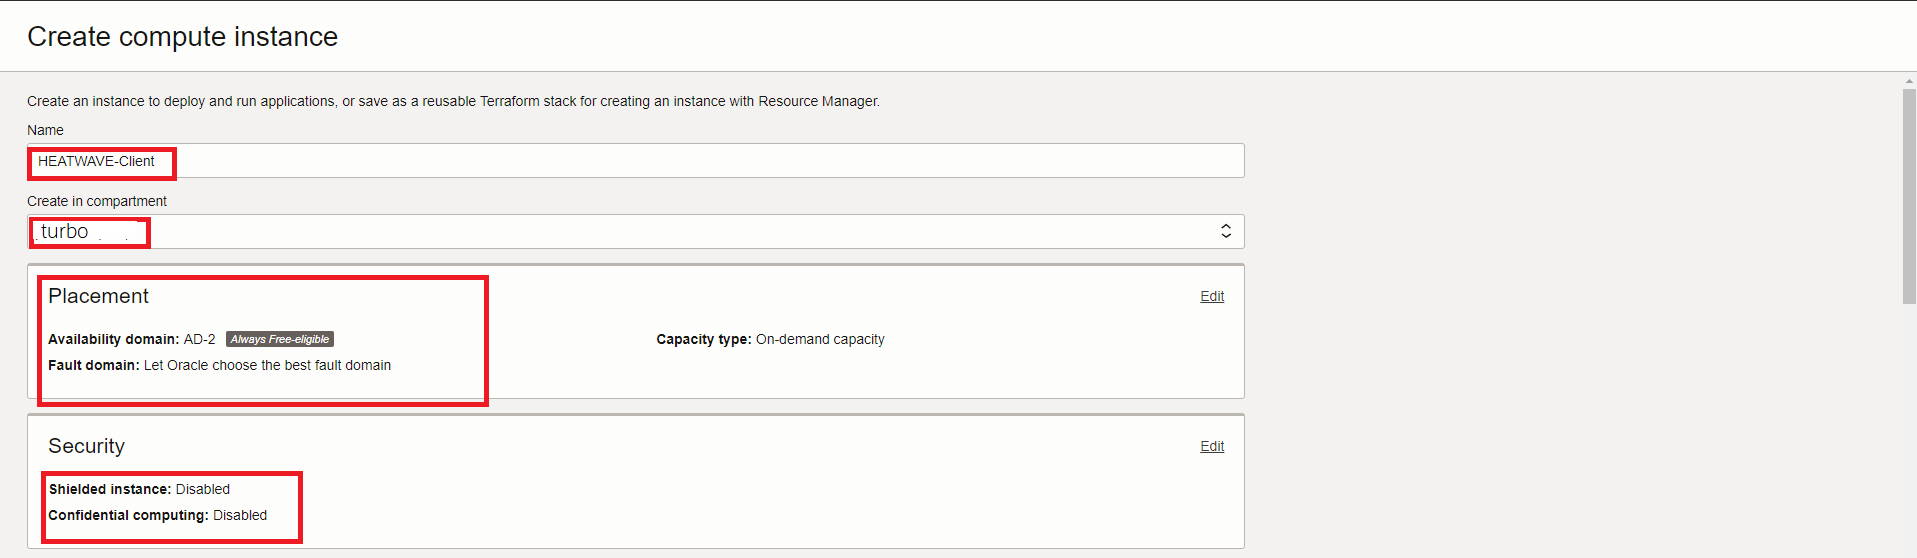 Create compute instance
Create an instance to deploy and run applications, or save as a reusable Terraform stack for creating an instance with Resource Manager.
Name
HEATWAVE-Client
Create in compartment
turbo
Placement
Edit
Availability domain: AD-2 Always Free-eligible
Capacity type: On-demand capacity
Fault domain: Let Oracle choose the best fault domain
Security
Edit
Shielded instance: Disabled
Confidential computing: Disabled